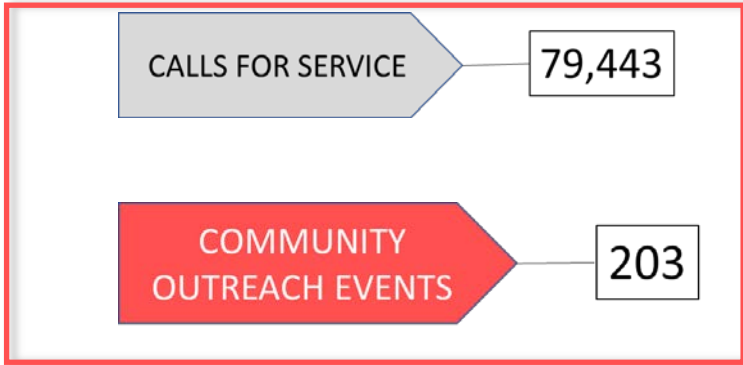 CALLS FOR SERVICE
79,443
COMMUNITY
OUTREACH EVENTS
203